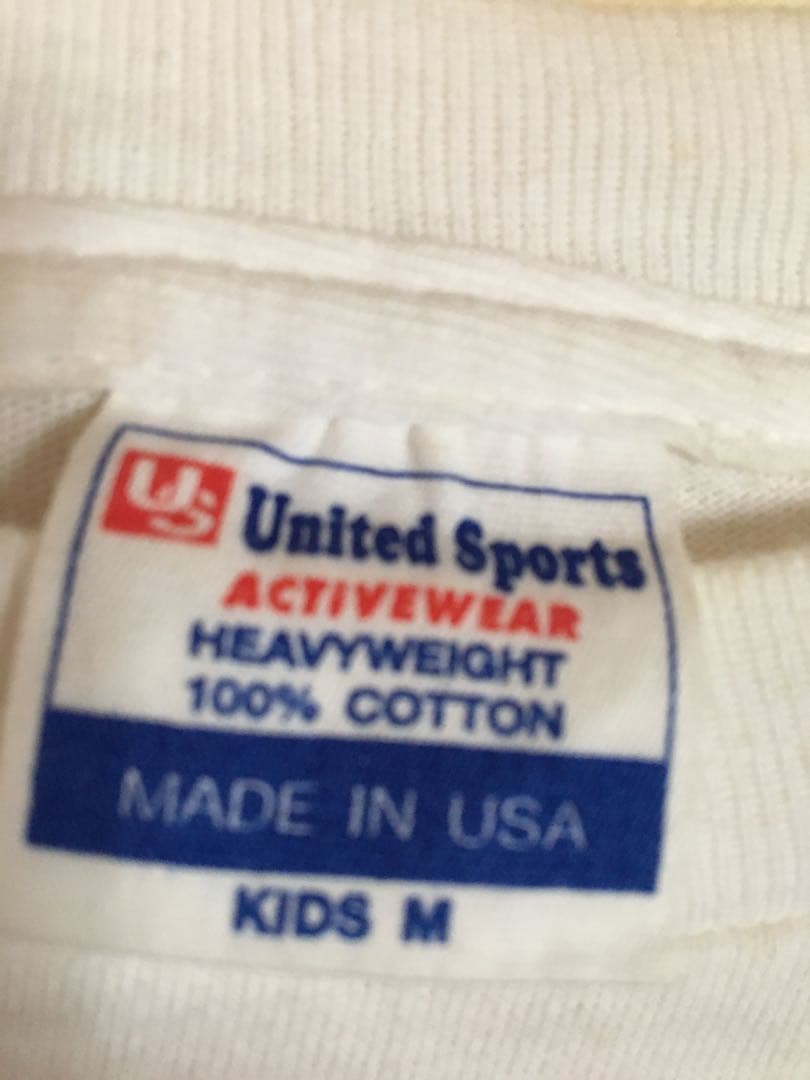 US United Sports
ACTIVEWEAR
HEAVYWEIGHT
100% COTTON
MADE IN USA
KIDS M